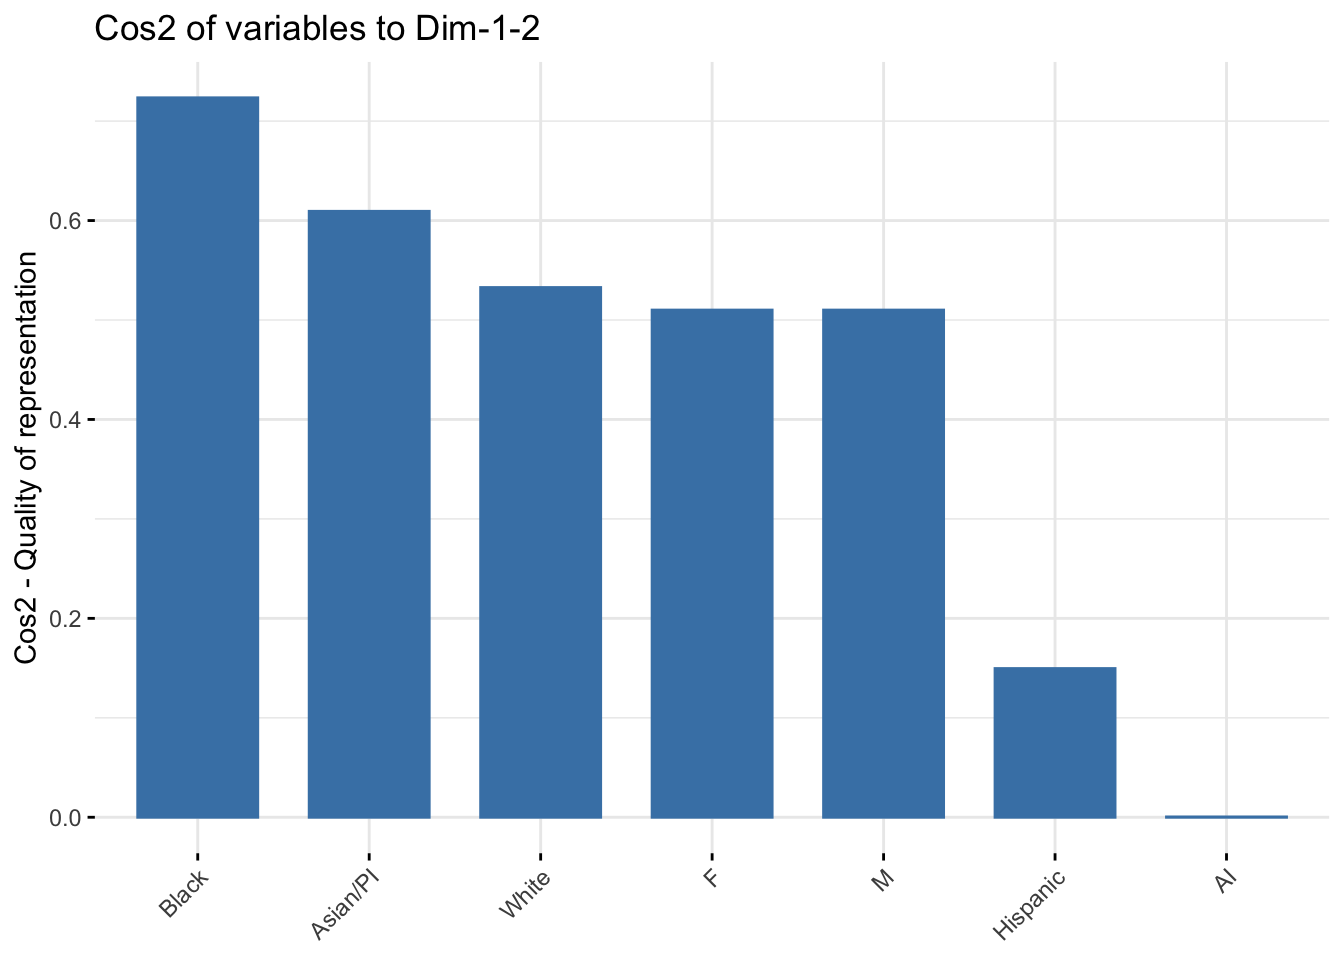 Cos2 of variables to Dim-1-2
Cos2 - Quality of representation
0.6
0.4
0.2
0.0
Black
Asian/PI
White
F
M
Hispanic
AI